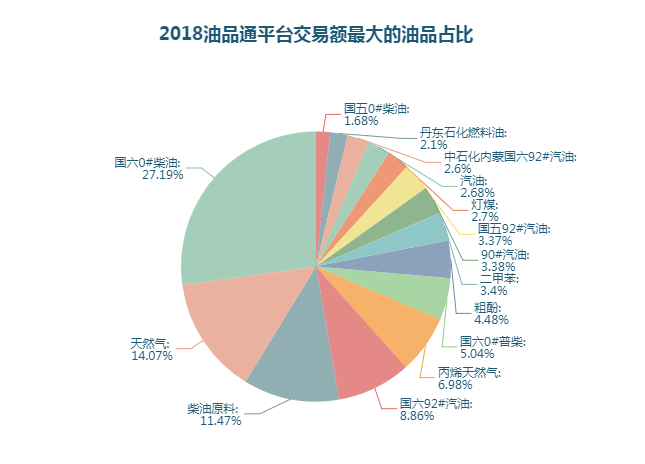 2018油品通平台交易额最大的油品占比
国五0#柴油:
1.68%
丹东石化燃料油:
2.1%
中石化内蒙国六92#汽油:
2.6%
汽油:
2.68%
灯煤:
2.7%
国五92#汽油:
3.37%
90#汽油:
3.38%
二甲苯:
3.4%
粗酚:
4.48%
国六0#普柴:
5.04%
丙烯天然气:
6.98%
国六92#汽油:
8.86%
柴油原料:
11.47%
天然气:
14.07%
国六0#柴油:
27.19%